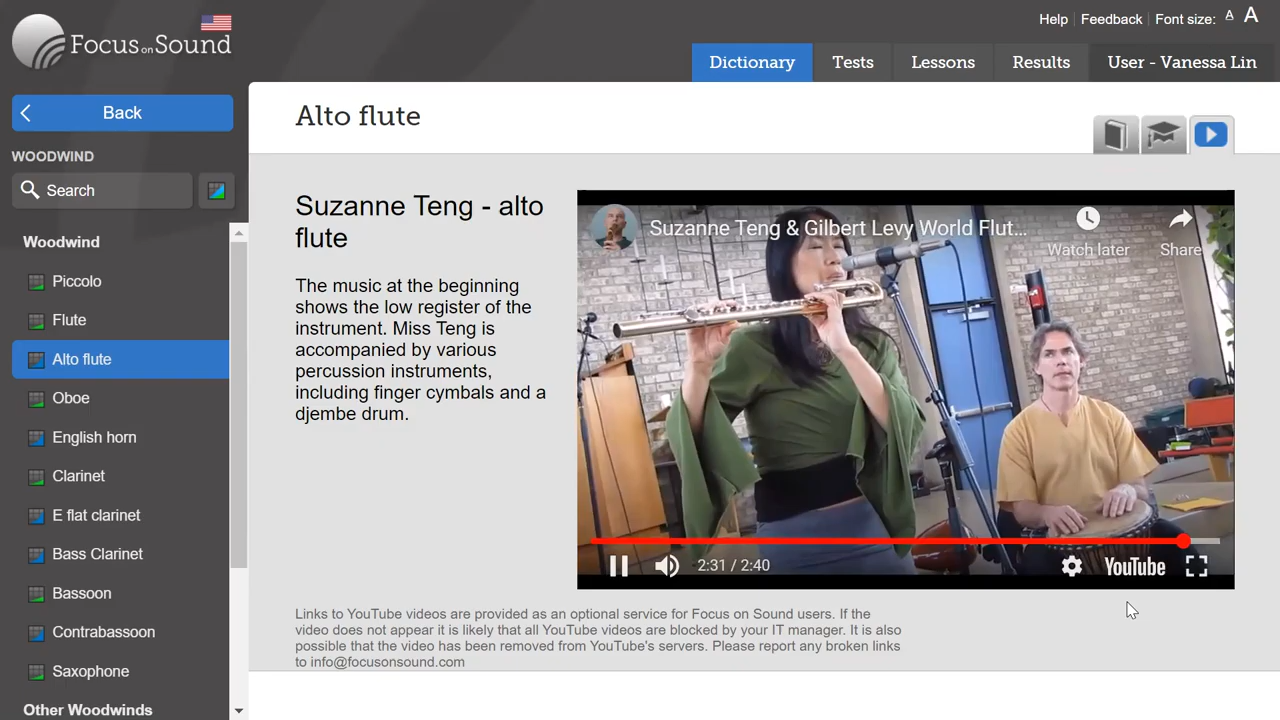 Focus on Sound
Help
Feedback
Font size: A A
Dictionary
Tests
Lessons
Results
User - Vanessa Lin
Back
WOODWIND
Search
Woodwind
Piccolo
Flute
Alto flute
Oboe
English horn
Clarinet
E flat clarinet
Bass Clarinet
Bassoon
Contrabassoon
Saxophone
Other Woodwinds
Alto flute
Suzanne Teng - alto
flute
The music at the beginning
shows the low register of the
instrument. Miss Teng is
accompanied by various
percussion instruments,
including finger cymbals and a
djembe drum.
Suzanne Teng & Gilbert Levy World Flut...
Watch later
Share
2:31 / 2:40
YouTube
Links to YouTube videos are provided as an optional service for Focus on Sound users. If the
video does not appear it is likely that all YouTube videos are blocked by your IT manager. It is also
possible that the video has been removed from YouTube's servers. Please report any broken links
to info@focusonsound.com